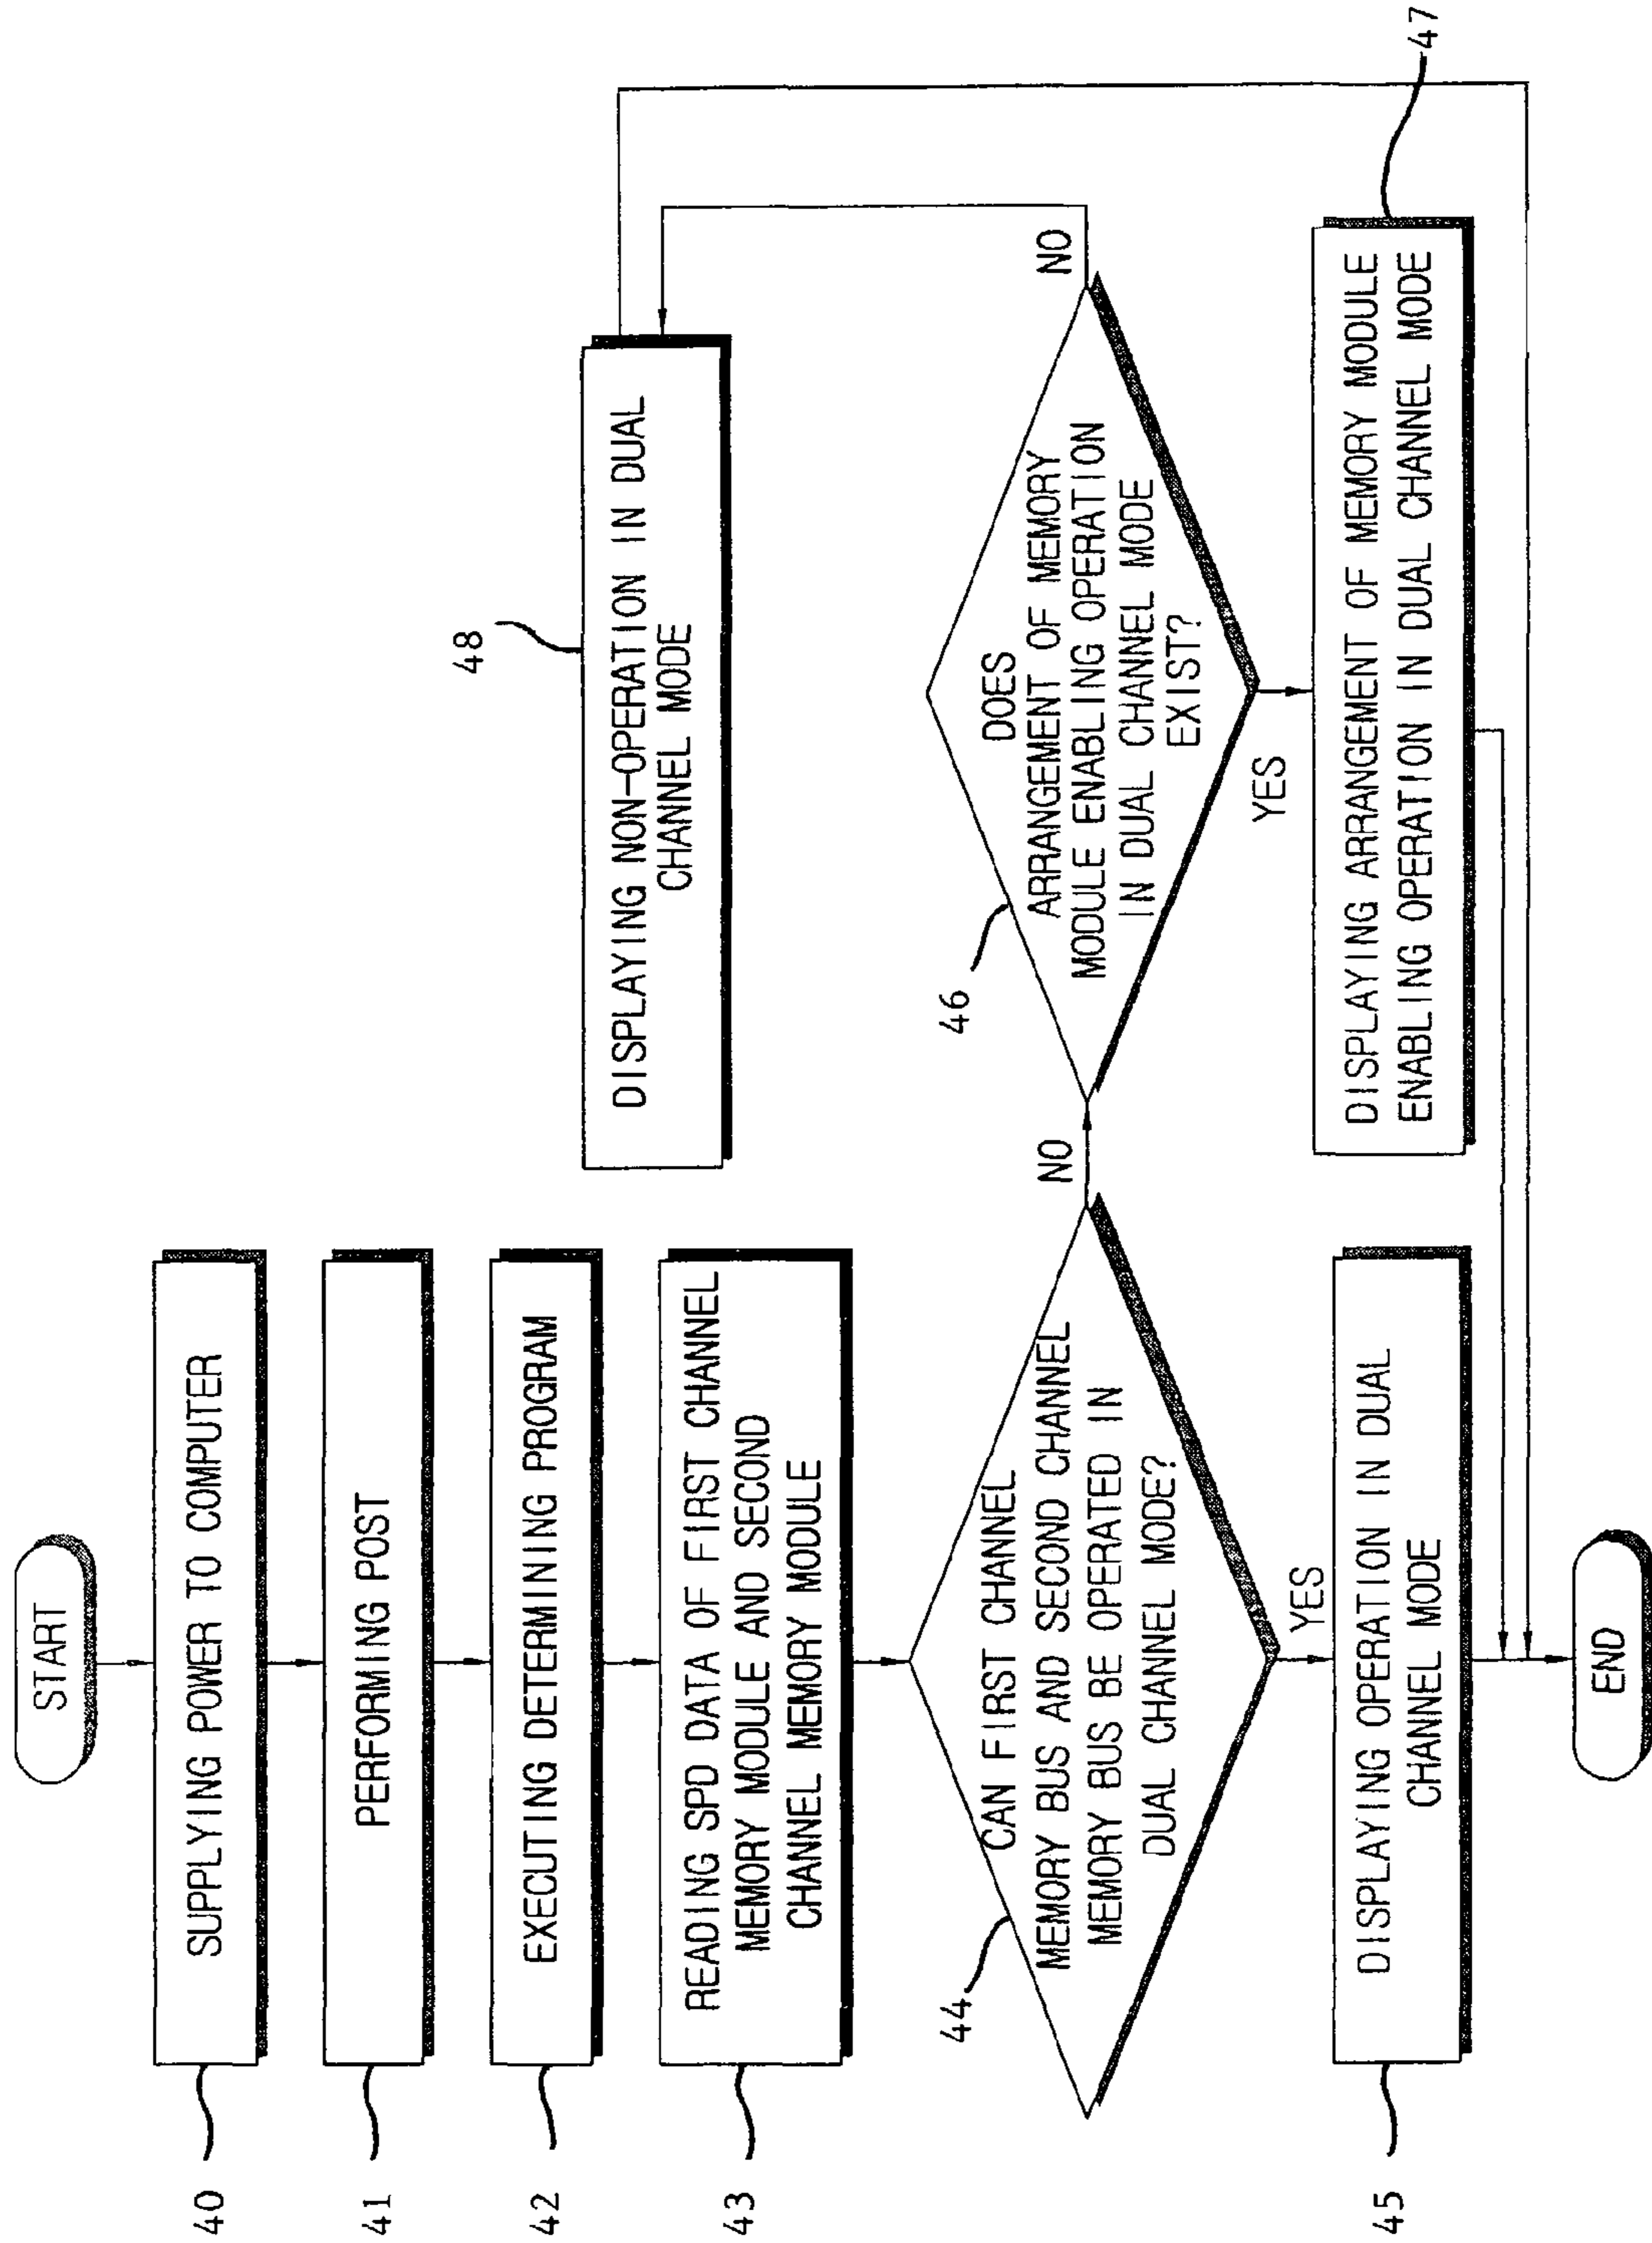 START
40
SUPPLYING POWER TO COMPUTER
41
PERFORMING POST
42
EXECUTING DETERMINING PROGRAM
43
READING SPD DATA OF FIRST CHANNEL
MEMORY MODULE AND SECOND
CHANNEL MEMORY MODULE
44
CAN FIRST CHANNEL
MEMORY BUS AND SECOND CHANNEL
MEMORY BUS BE OPERATED IN
DUAL CHANNEL MODE?
NO
YES
45
DISPLAYING OPERATION IN DUAL
CHANNEL MODE
END
46
DOES
ARRANGEMENT OF MEMORY
MODULE ENABLING OPERATION
IN DUAL CHANNEL MODE
EXIST?
NO
YES
47
DISPLAYING ARRANGEMENT OF MEMORY MODULE
ENABLING OPERATION IN DUAL CHANNEL MODE
48
DISPLAYING NON-OPERATION IN DUAL
CHANNEL MODE